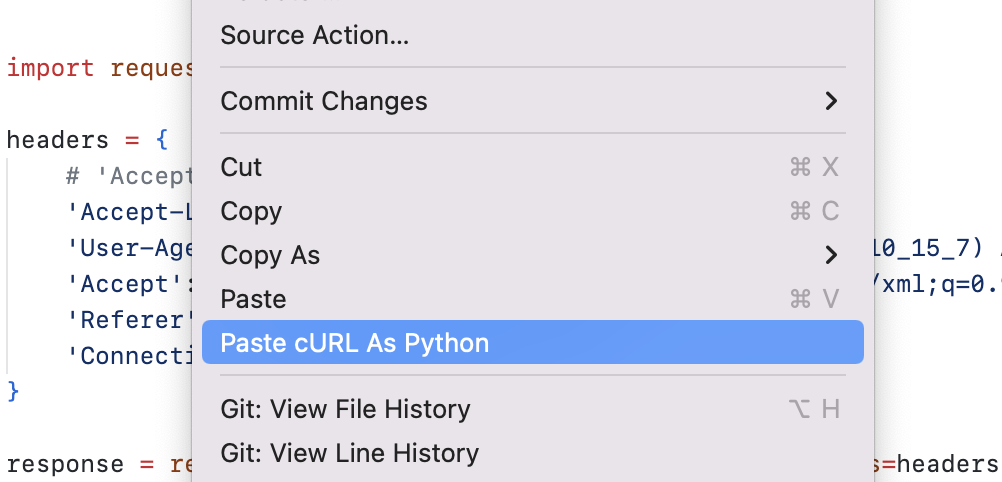 Source Action...
import reques
Commit Changes
headers = {
Cut ⌘ X
# 'Accept
'Accept-L
Copy ⌘ C
'User-Age 10_15_7)
Copy As
'Accept': /xml;q=0.
Paste ⌘ V
'Referer'
Paste cURL As Python
'Connecti
}
Git: View File History ⌥ H
Git: View Line History
response = re s=headers